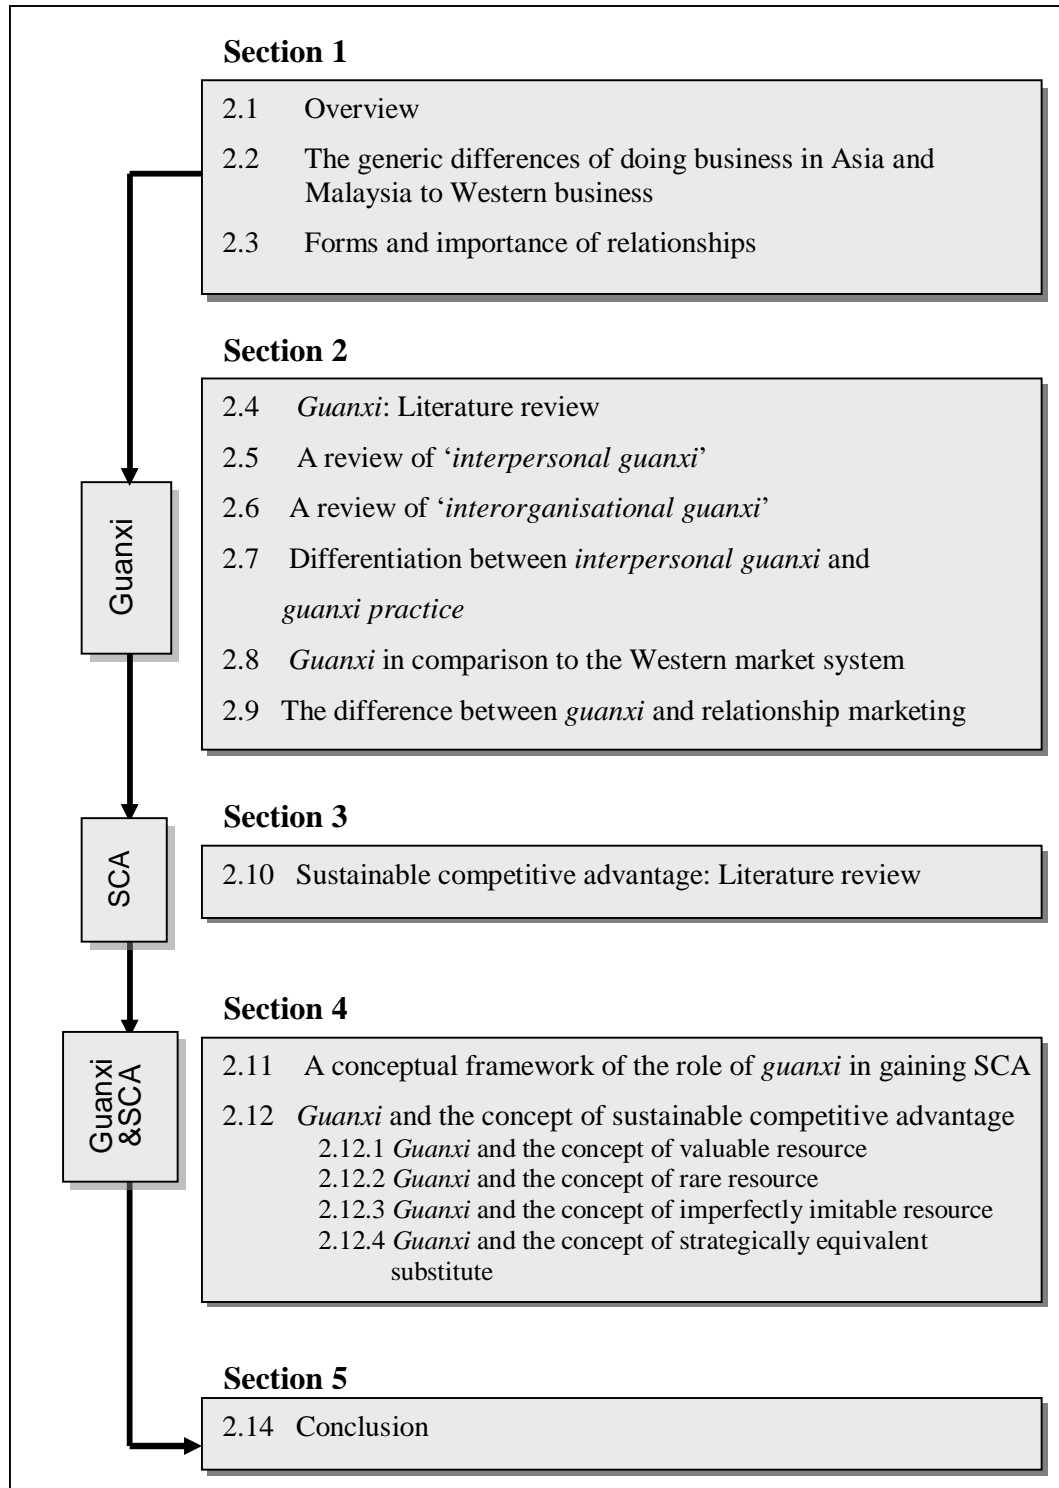 Section 1
2.1 Overview
2.2 The generic differences of doing business in Asia and
Malaysia to Western business
2.3 Forms and importance of relationships
Section 2
Guanxi
2.4 Guanxi: Literature review
2.5 A review of ‘interpersonal guanxi’
2.6 A review of ‘interorganisational guanxi’
2.7 Differentiation between interpersonal guanxi and
guanxi practice
2.8 Guanxi in comparison to the Western market system
2.9 The difference between guanxi and relationship marketing
Section 3
SCA
2.10 Sustainable competitive advantage: Literature review
Section 4
Guanxi
&SCA
2.11 A conceptual framework of the role of guanxi in gaining SCA
2.12 Guanxi and the concept of sustainable competitive advantage
2.12.1 Guanxi and the concept of valuable resource
2.12.2 Guanxi and the concept of rare resource
2.12.3 Guanxi and the concept of imperfectly imitable resource
2.12.4 Guanxi and the concept of strategically equivalent
substitute
Section 5
2.14 Conclusion